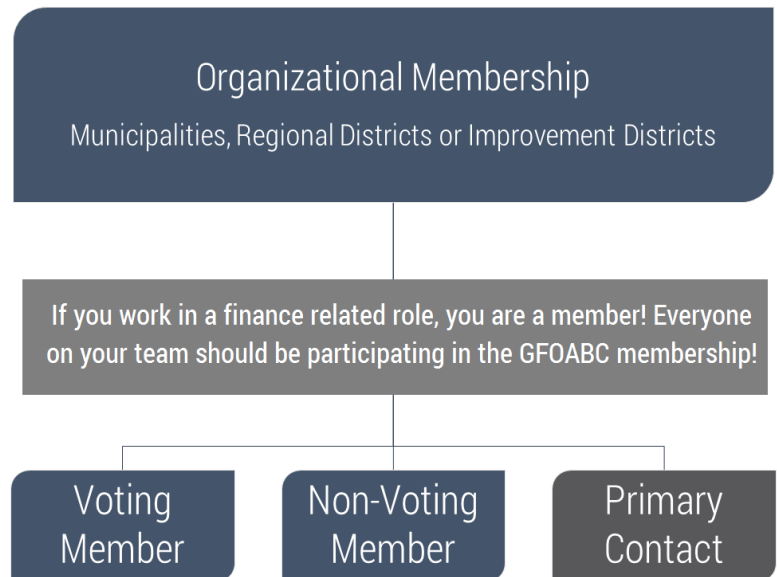 Organizational Membership
Municipalities, Regional Districts or Improvement Districts
If you work in a finance related role, you are a member! Everyone
on your team should be participating in the GFOABC membership!
Voting
Member
Non-Voting
Member
Primary
Contact